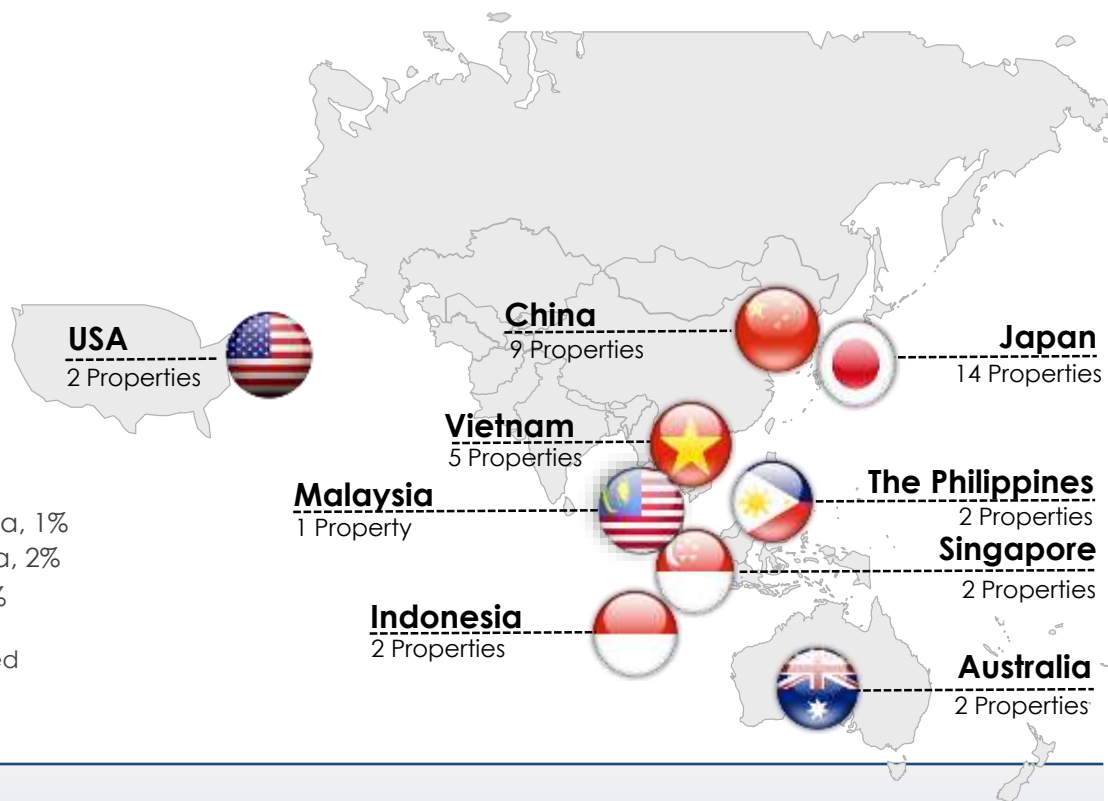 USA
2 Properties
China
9 Properties
Japan
14 Properties
Vietnam
5 Properties
Malaysia
1 Property
The Philippines
2 Properties
Singapore
2 Properties
Indonesia
2 Properties
Australia
2 Properties
1%
2%